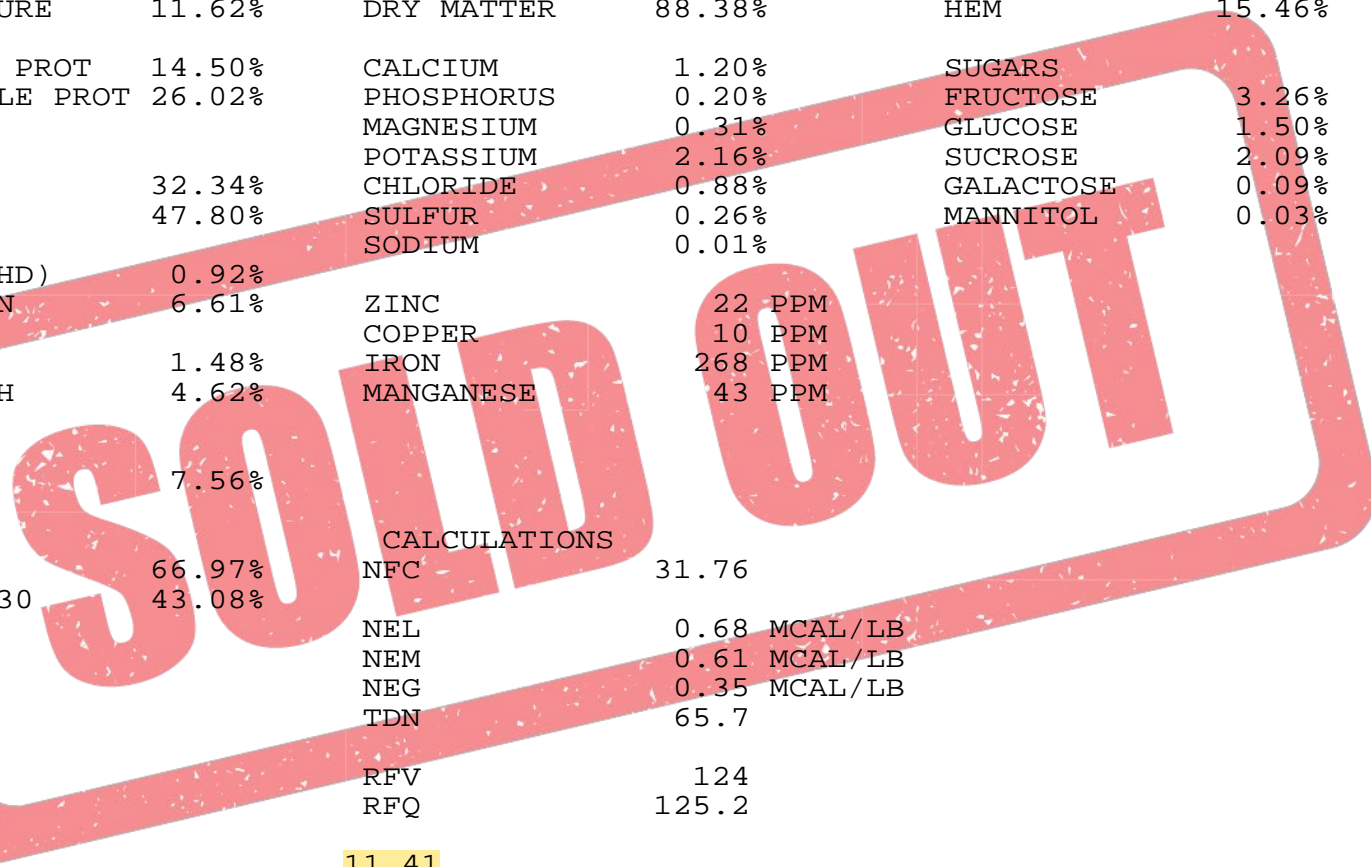 URE 11.62% DRY MATTER 88.38% HEM 15.46%
PROT 14.50% CALCIUM 1.20% SUGARS
LE PROT 26.02% PHOSPHORUS 0.20% FRUCTOSE 3.26%
MAGNESIUM 0.31% GLUCOSE 1.50%
POTASSIUM 2.16% SUCROSE 2.09%
32.34% CHLORIDE 0.88% GALACTOSE 0.09%
47.80% SULFUR 0.26% MANNITOL 0.03%
SODIUM 0.01%
HD) 0.92%
N 6.61% ZINC 22 PPM
COPPER 10 PPM
1.48% IRON 268 PPM
H 4.62% MANGANESE 43 PPM
7.56%
CALCULATIONS
66.97% NFC 31.76
30 43.08%
NEL 0.68 MCAL/LB
NEM 0.61 MCAL/LB
NEG 0.35 MCAL/LB
TDN 65.7
RFV 124
RFQ 125.2
11.41
SOLD OUT